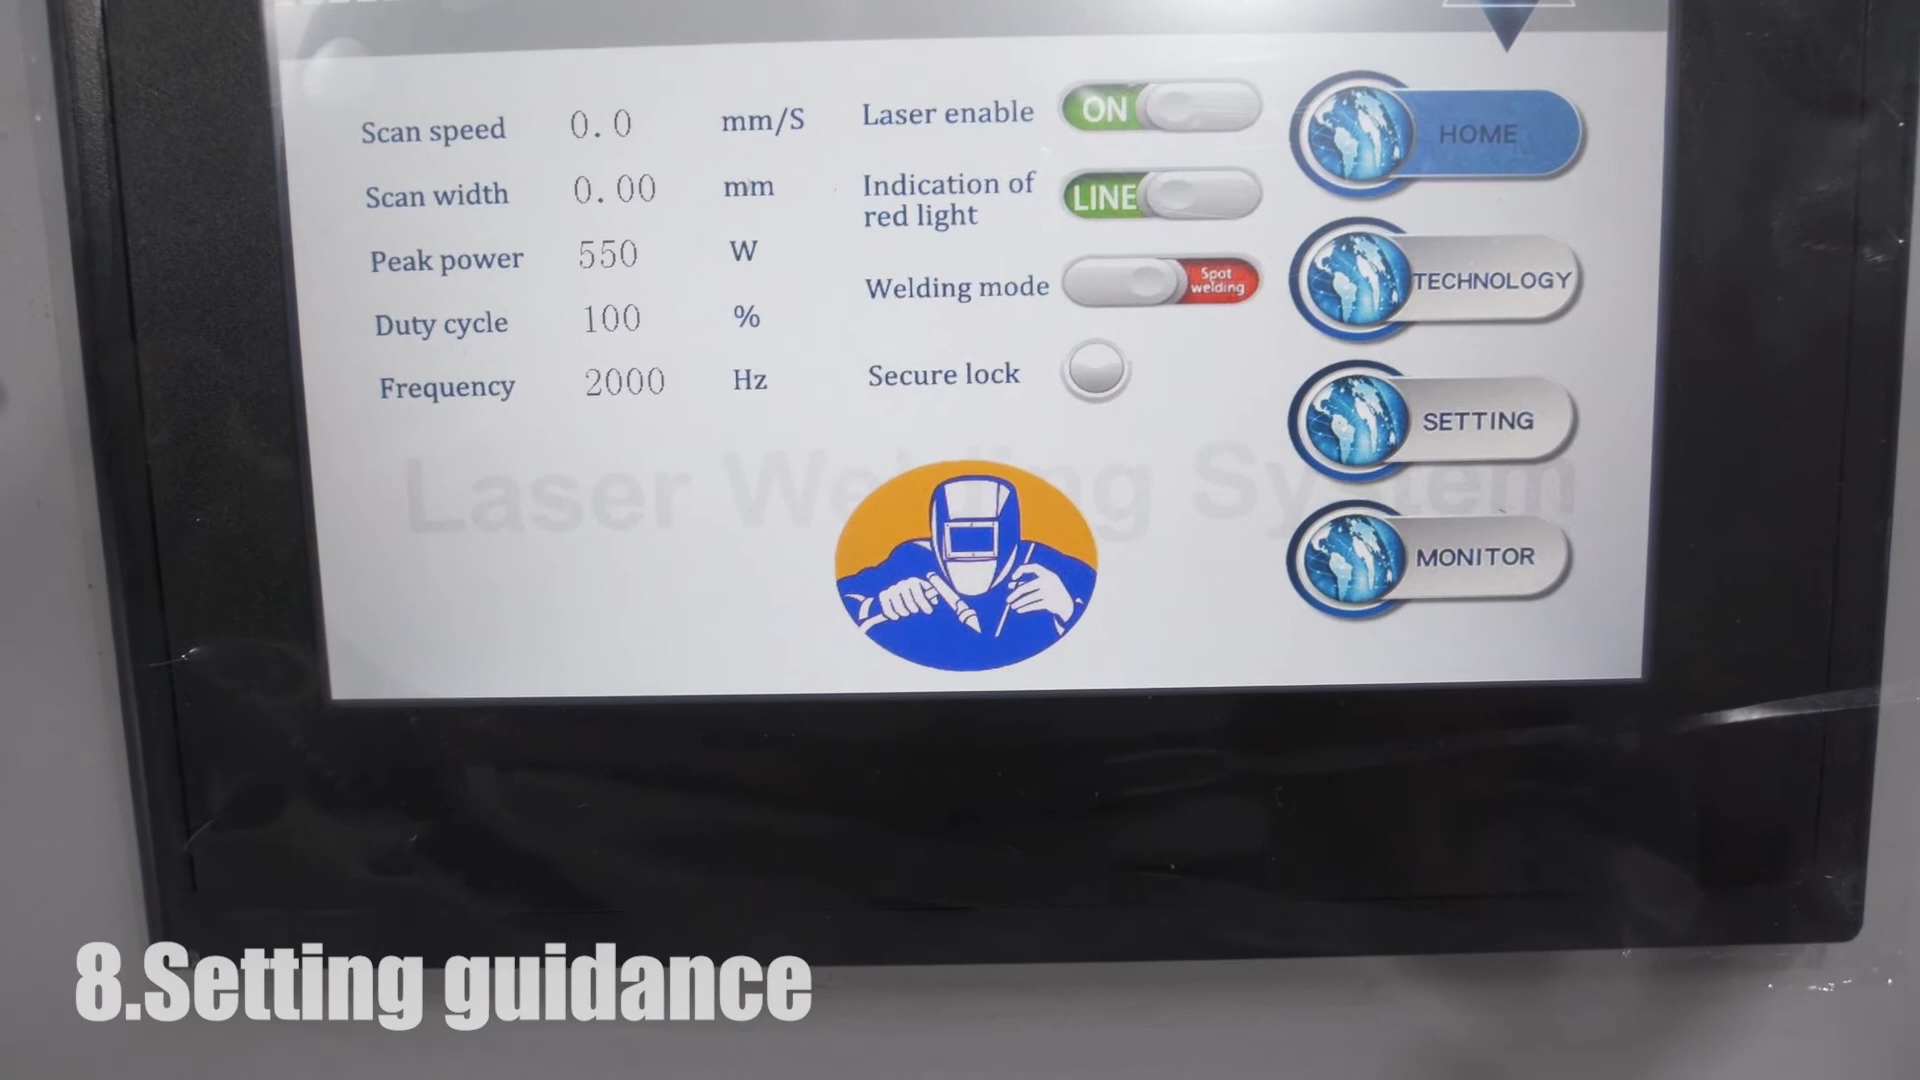 Scan speed 0.0 mm/S
Scan width 0.00 mm
Peak power 550 W
Duty cycle 100 %
Frequency 2000 Hz
Laser enable ON
Indication of
red light LINE
Welding mode Spot
welding
Secure lock
HOME
TECHNOLOGY
SETTING
MONITOR
Laser Welding System
8.Setting guidance